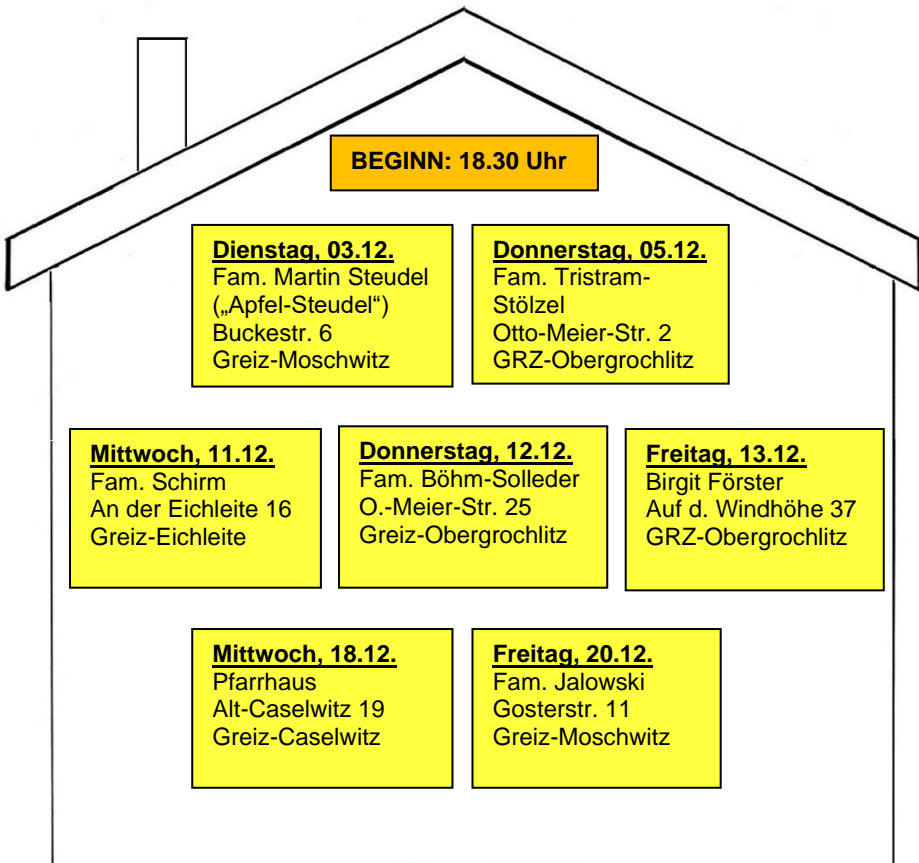 BEGINN: 18.30 Uhr
Dienstag, 03.12.
Fam. Martin Steudel
(„Apfel-Steudel“)
Buckestr. 6
Greiz-Moschwitz
Donnerstag, 05.12.
Fam. Tristram-
Stölzel
Otto-Meier-Str. 2
GRZ-Obergrochlitz
Mittwoch, 11.12.
Fam. Schirm
An der Eichleite 16
Greiz-Eichleite
Donnerstag, 12.12.
Fam. Böhm-Solleder
O.-Meier-Str. 25
Greiz-Obergrochlitz
Freitag, 13.12.
Birgit Förster
Auf d. Windhöhe 37
GRZ-Obergrochlitz
Mittwoch, 18.12.
Pfarrhaus
Alt-Caselwitz 19
Greiz-Caselwitz
Freitag, 20.12.
Fam. Jalowski
Gosterstr. 11
Greiz-Moschwitz